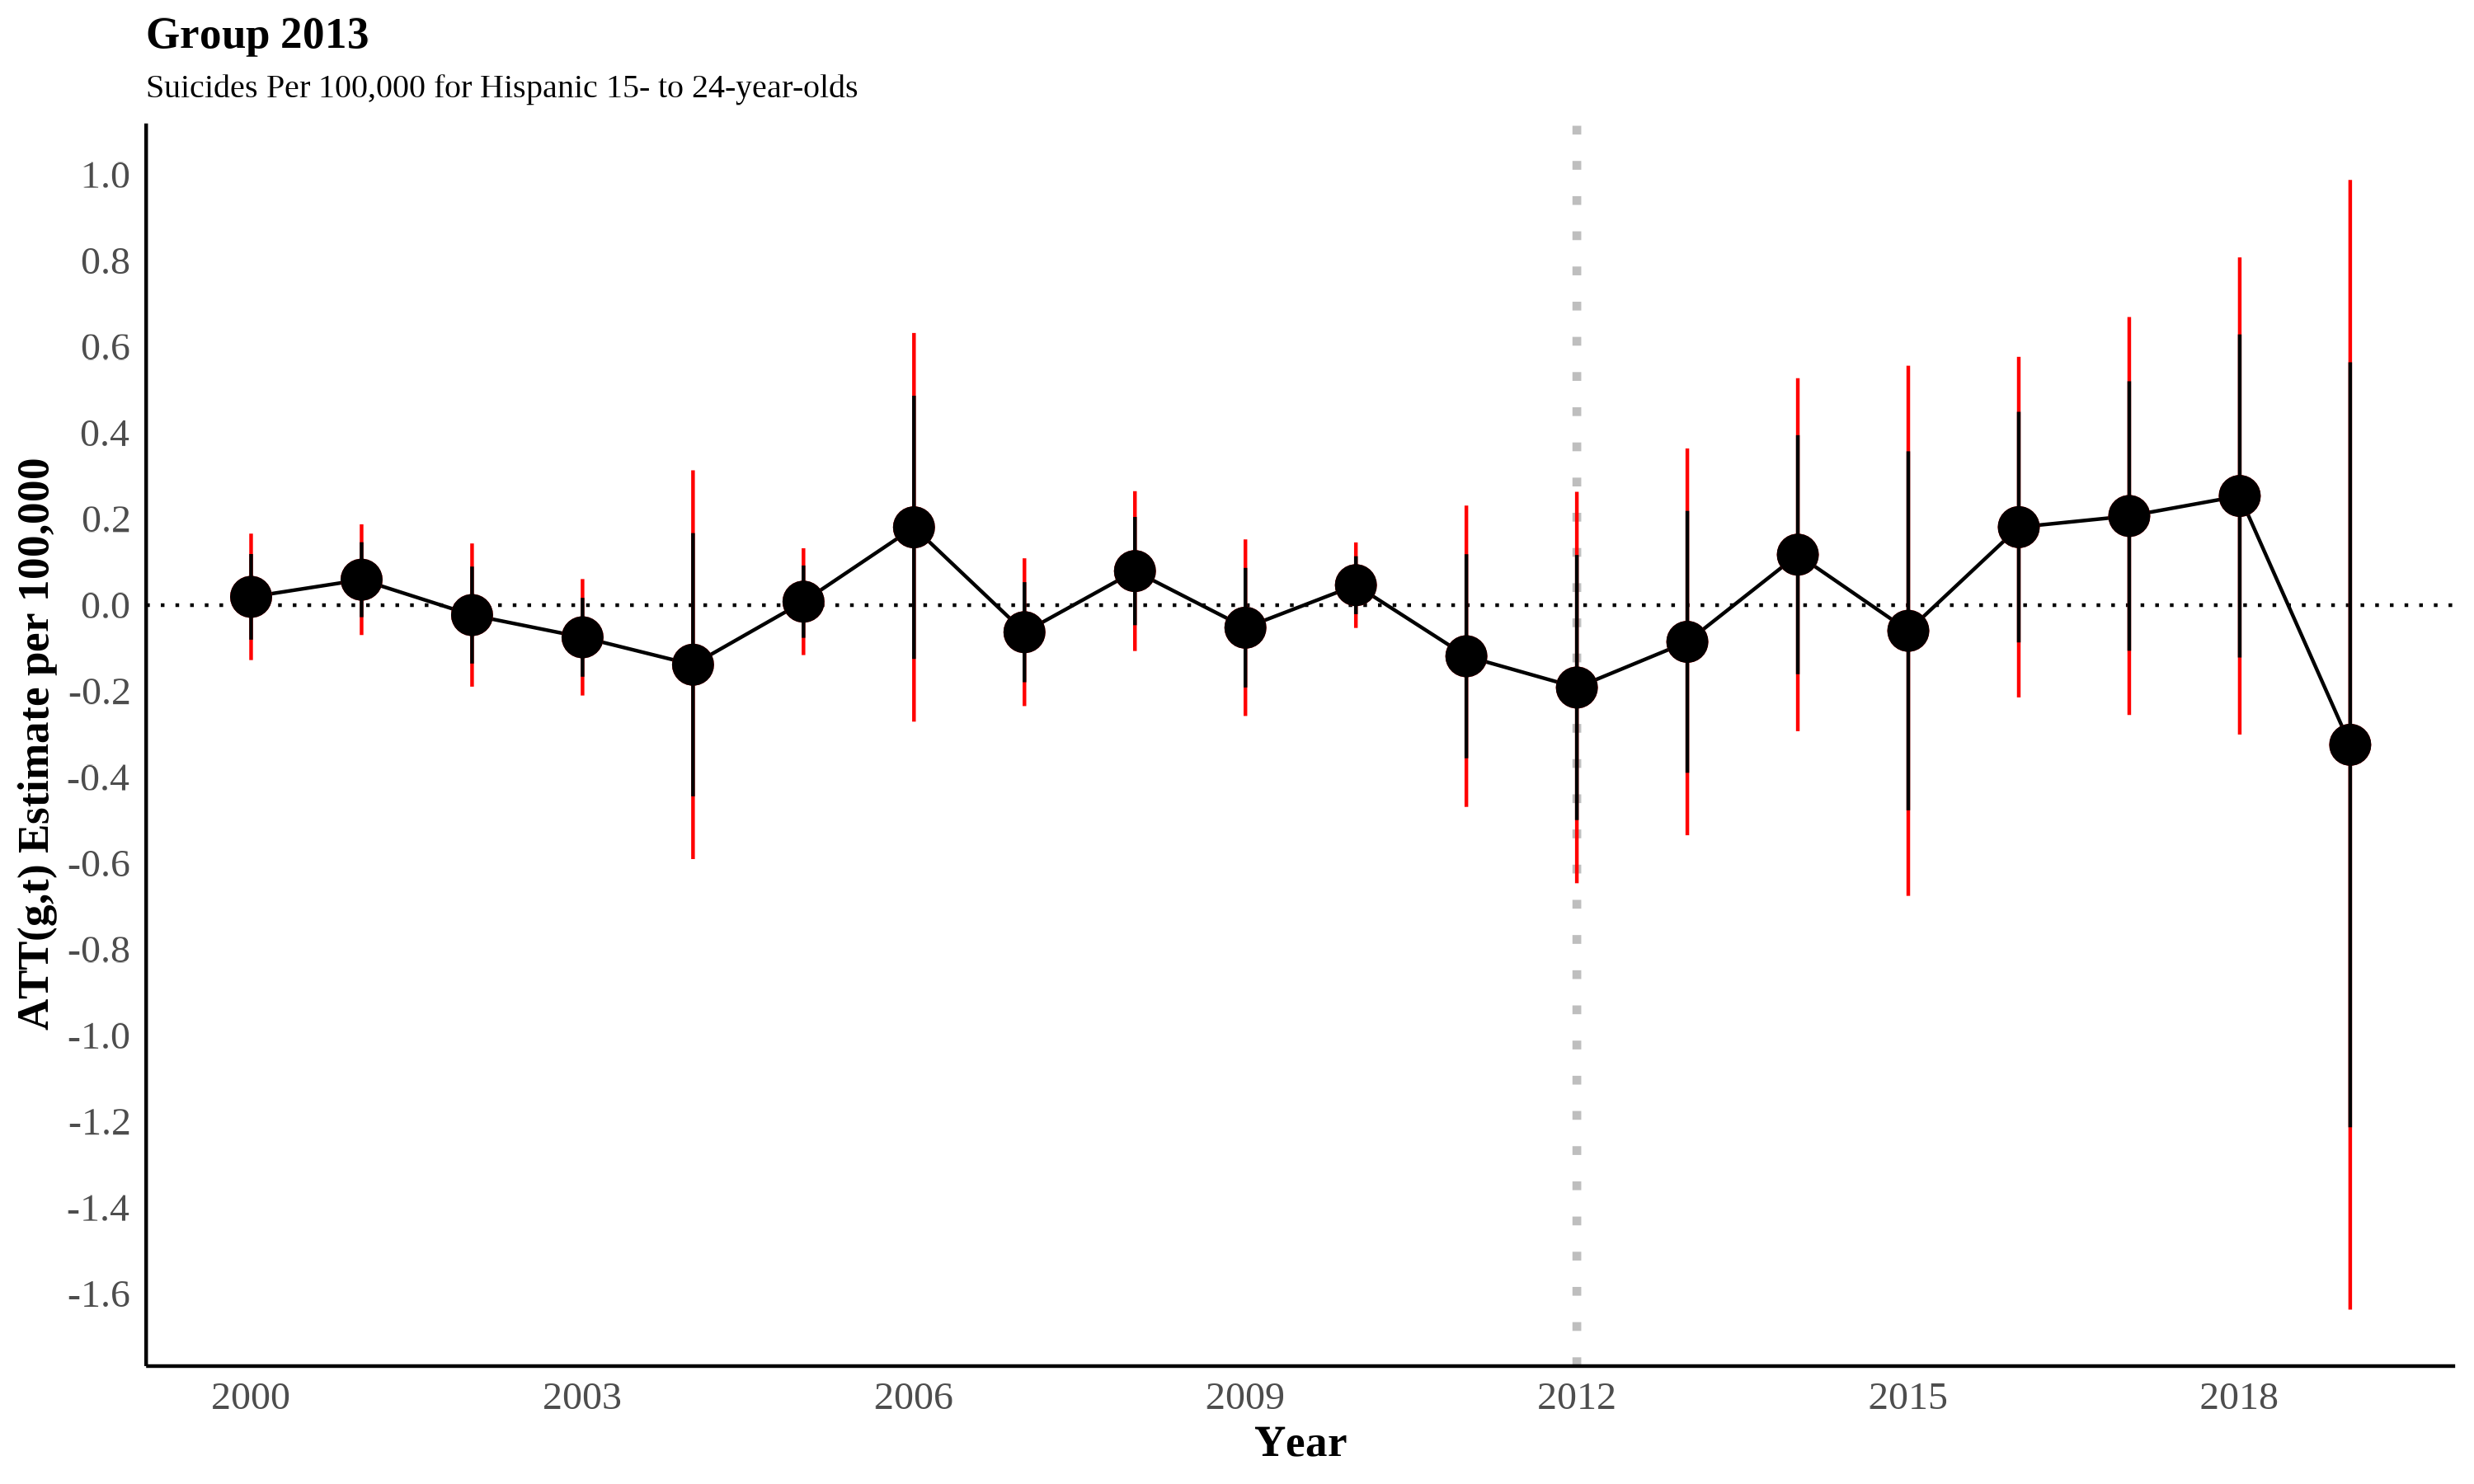 Group 2013
Suicides Per 100,000 for Hispanic 15- to 24-year-olds
ATT(g,t) Estimate per 100,000
1.0
0.8
0.6
0.4
0.2
0.0
-0.2
-0.4
-0.6
-0.8
-1.0
-1.2
-1.4
-1.6
2000 2003 2006 2009 2012 2015 2018
Year